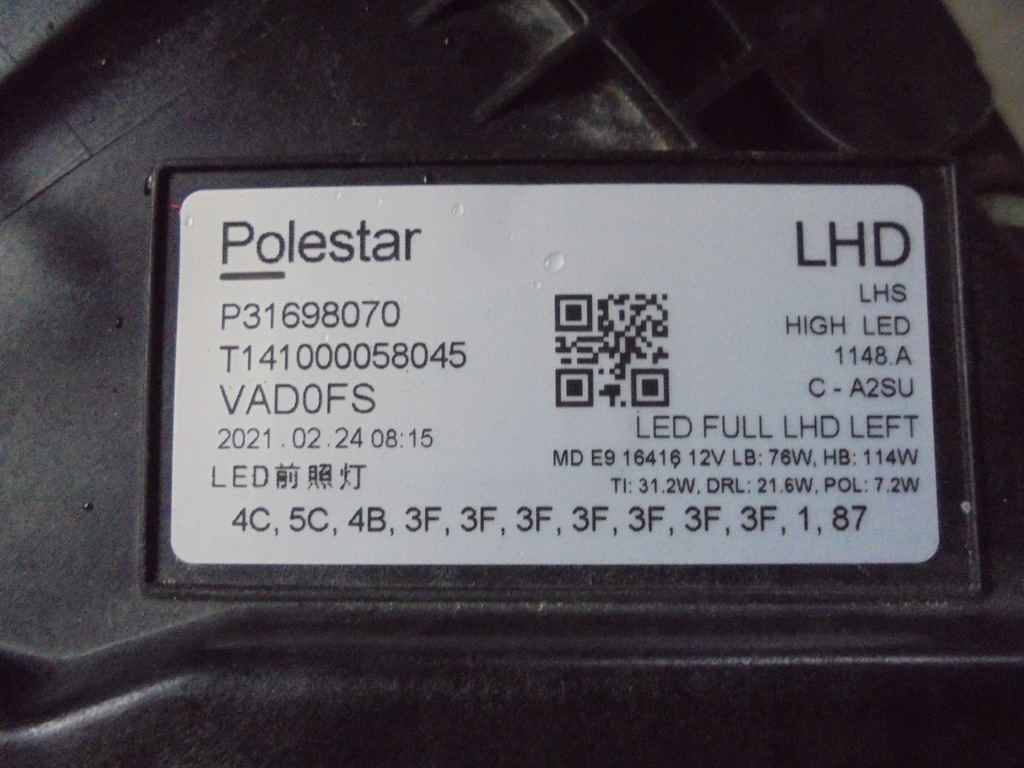 Polestar
LHD
P31698070
LHS
T141000058045
HIGH LED
VAD0FS
1148.A
2021.02.24 08:15
C - A2SU
LED前照灯
LED FULL LHD LEFT
MD E9 16416 12V LB: 76W, HB: 114W
TI: 31.2W, DRL: 21.6W, POL: 7.2W
4C, 5C, 4B, 3F, 3F, 3F, 3F, 3F, 3F, 3F, 1, 87